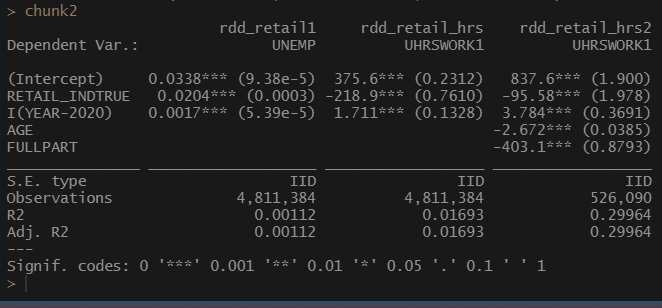 > chunk2
rdd_retail1 rdd_retail_hrs rdd_retail_hrs2
Dependent Var.: UNEMP UHRSWORK1 UHRSWORK1
(Intercept) 0.0338*** (9.38e-5) 375.6*** (0.2312) 837.6*** (1.900)
RETAIL_INDTRUE 0.0204*** (0.0003) -218.9*** (0.7610) -95.58*** (1.978)
I(YEAR-2020) 0.0017*** (5.39e-5) 1.711*** (0.1328) 3.784*** (0.3691)
AGE -2.672*** (0.0385)
FULLPART -403.1*** (0.8793)
_______________ __________________ __________________ __________________
S.E. type IID IID IID
Observations 4,811,384 4,811,384 526,090
R2 0.00112 0.01693 0.29964
Adj. R2 0.00112 0.01693 0.29964
---
Signif. codes: 0 '***' 0.001 '**' 0.01 '*' 0.05 '.' 0.1 ' ' 1
>